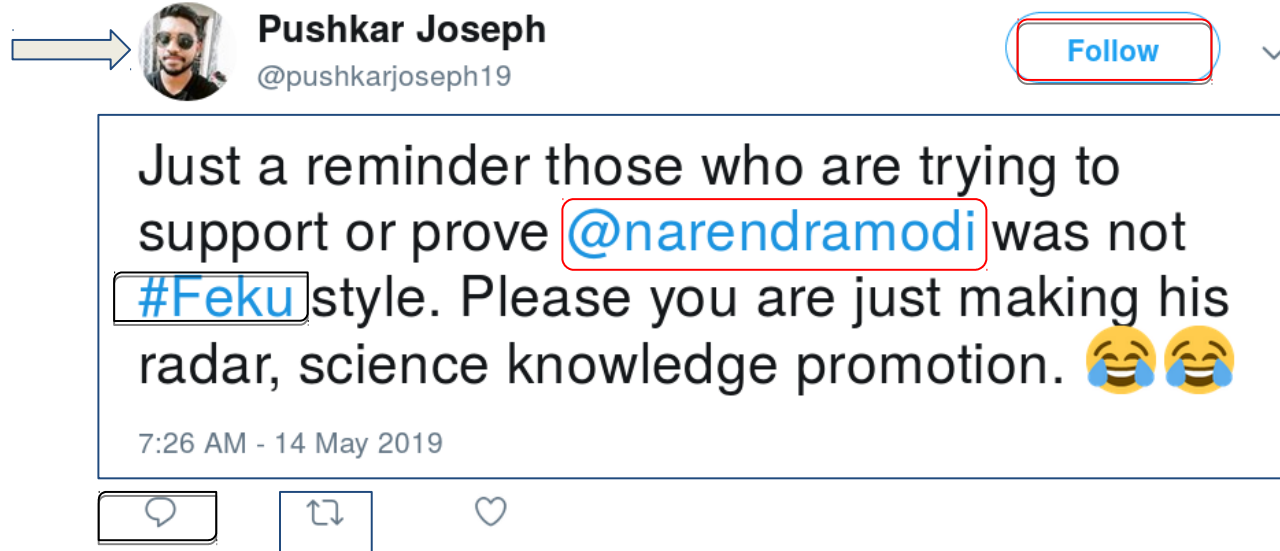 Pushkar Joseph
@pushkarjoseph19
Follow
Just a reminder those who are trying to
support or prove @narendramodi was not
#Feku style. Please you are just making his
radar, science knowledge promotion. 😂😂
7:26 AM - 14 May 2019